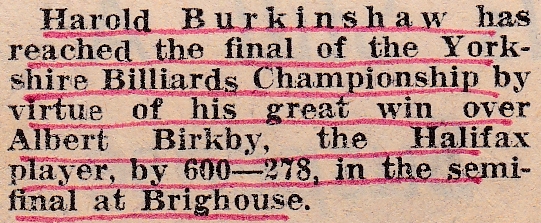 Harold Burkinshaw has
reached the final of the York-
shire Billiards Championship by
virtue of his great win over
Albert Birkby, the Halifax
player, by 600—278, in the semi-
final at Brighouse.